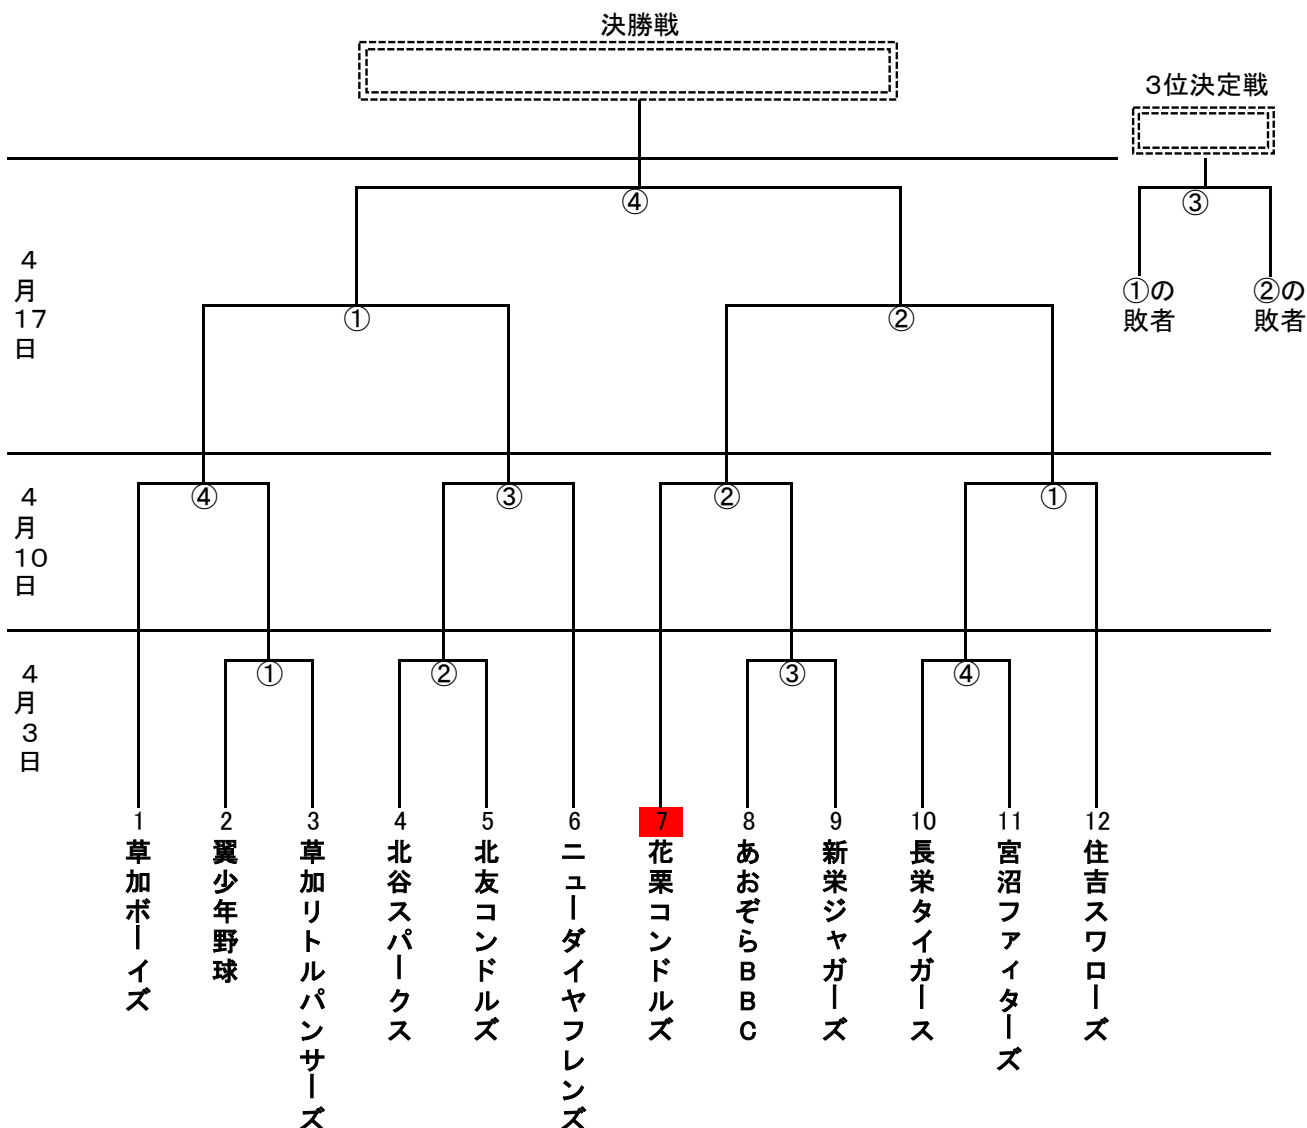 決勝戦
3位決定戦
④
③
4月17日
①
②
①の敗者
②の敗者
4月10日
④
③
②
①
4月3日
①
②
③
④
1
2
3
4
5
6
7
8
9
10
11
12
草加ボーイズ
翼少年野球
草加リトルパンサーズ
北谷スパークス
北友コンドルズ
ニューダイヤフレンズ
花栗コンドルズ
あおぞらBBC
新栄ジャガーズ
長栄タイガース
宮沼ファィターズ
住吉スワローズ